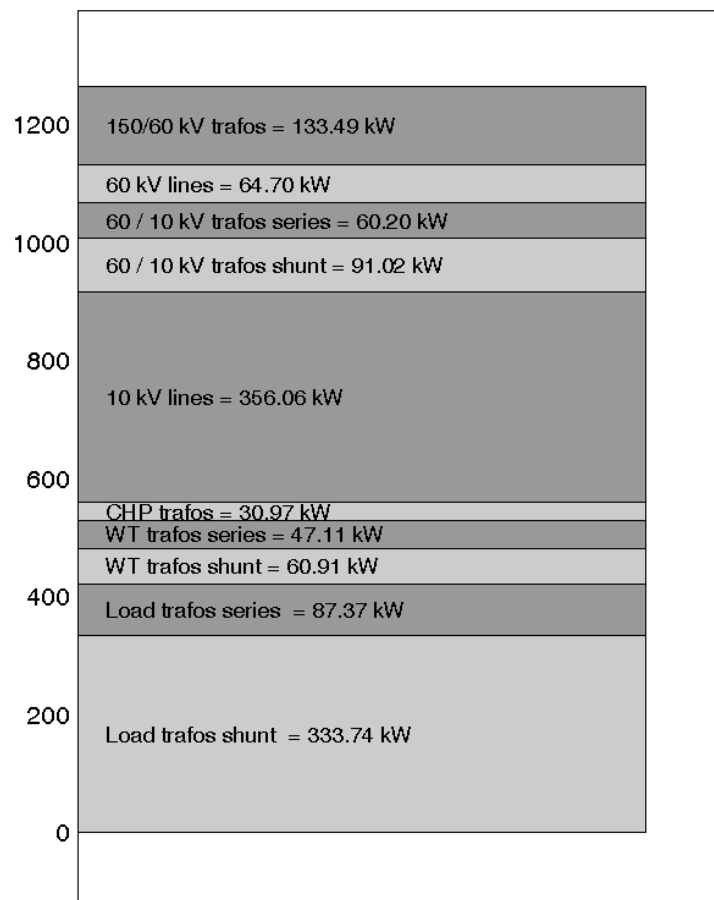 1200
150/60 kV trafos = 133.49 kW
60 kV lines = 64.70 kW
60 / 10 kV trafos series = 60.20 kW
1000
60 / 10 kV trafos shunt = 91.02 kW
800
10 kV lines = 356.06 kW
600
CHP trafos = 30.97 kW
WT trafos series = 47.11 kW
WT trafos shunt = 60.91 kW
400
Load trafos series = 87.37 kW
200
Load trafos shunt = 333.74 kW
0